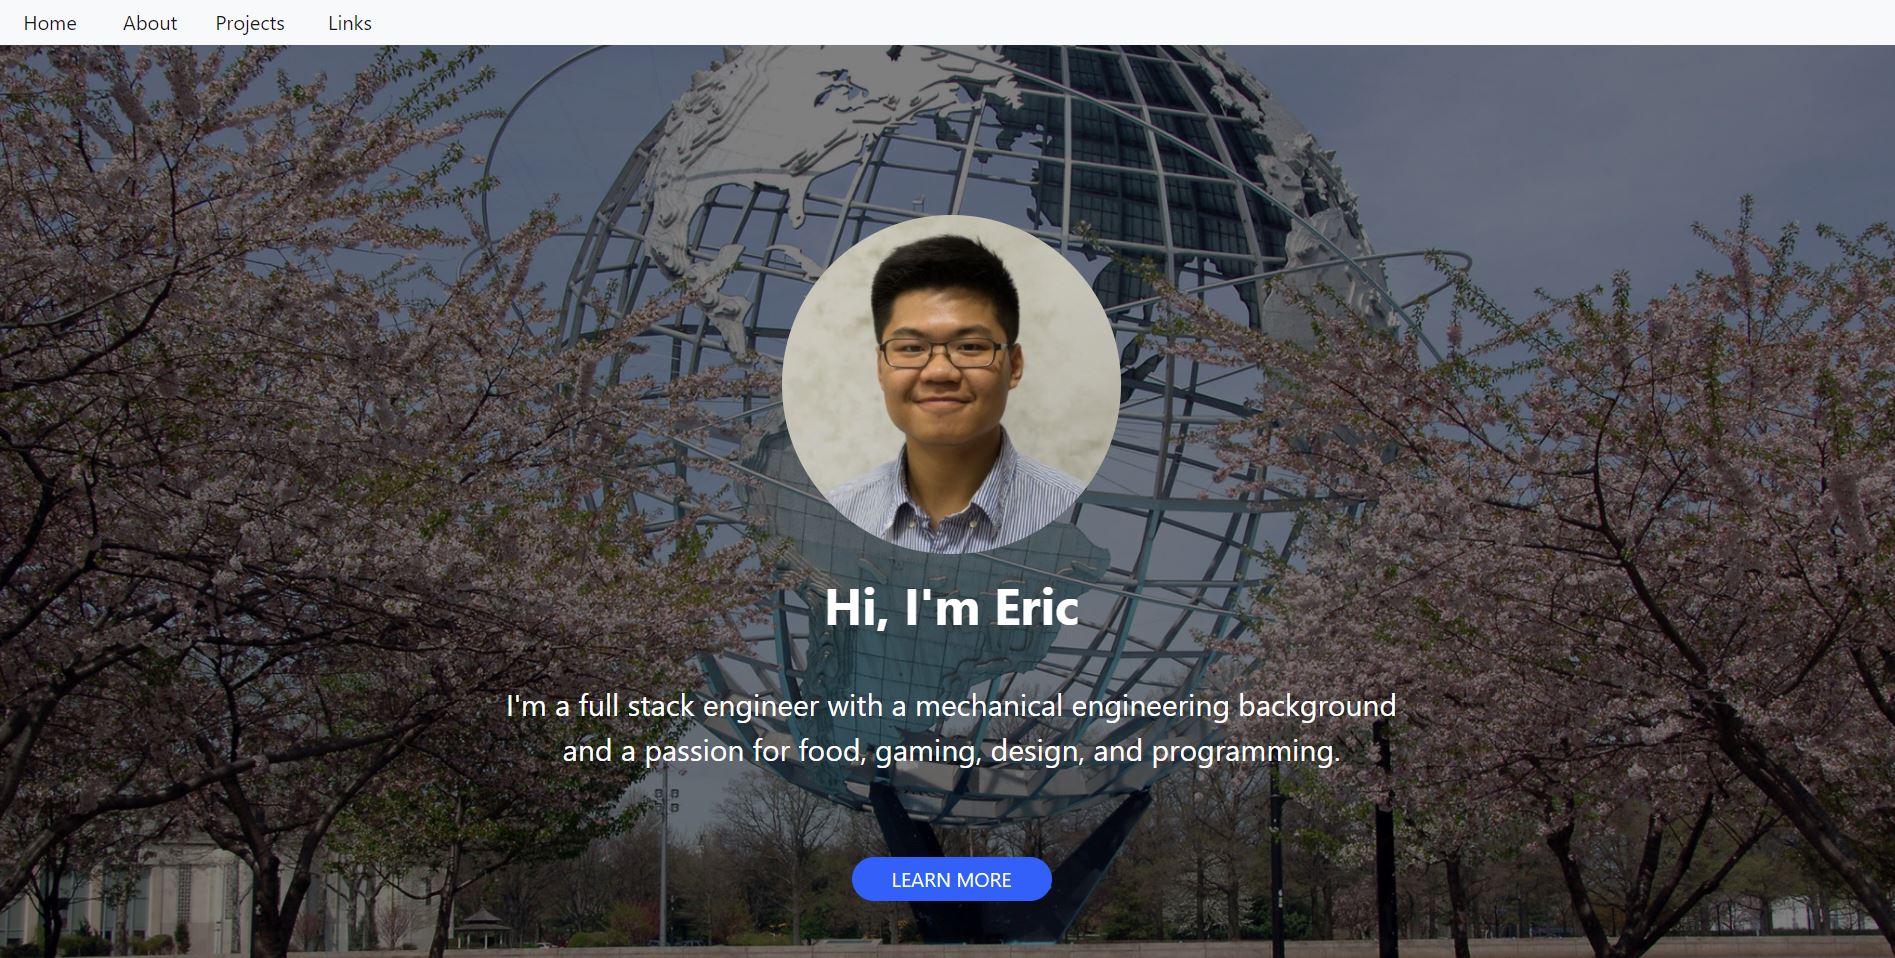 Home About Projects Links
Hi, I'm Eric
I'm a full stack engineer with a mechanical engineering background
and a passion for food, gaming, design, and programming.
LEARN MORE